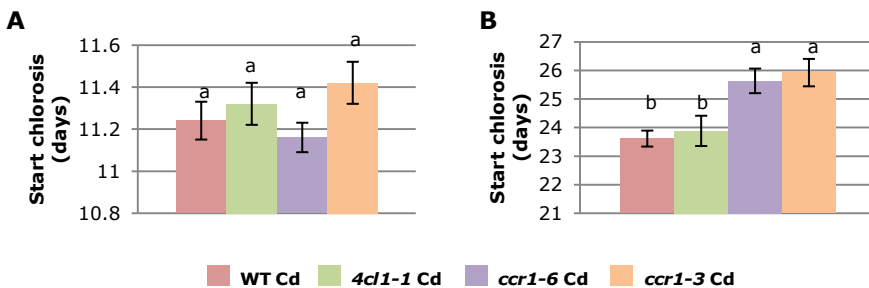 A
Start chlorosis
(days)
11.6
11.4
11.2
11
10.8
a
a
a
a
B
Start chlorosis
(days)
27
26
25
24
23
22
21
b
b
a
a
WT Cd
4cl1-1 Cd
ccr1-6 Cd
ccr1-3 Cd